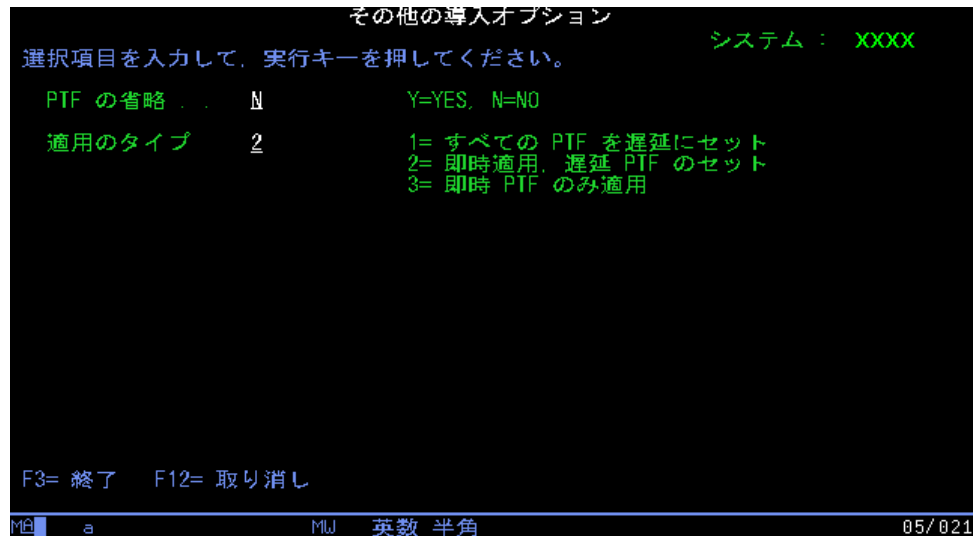 その他の導入オプション
システム : XXXX
選択項目を入力して, 実行キーを押してください。
PTF の省略 . . N Y=YES, N=NO
適用のタイプ 2 1= すべての PTF を遅延にセット
2= 即時適用, 遅延 PTF のセット
3= 即時 PTF のみ適用
F3= 終了 F12= 取り消し
MA a MW 英数 半角 05/021